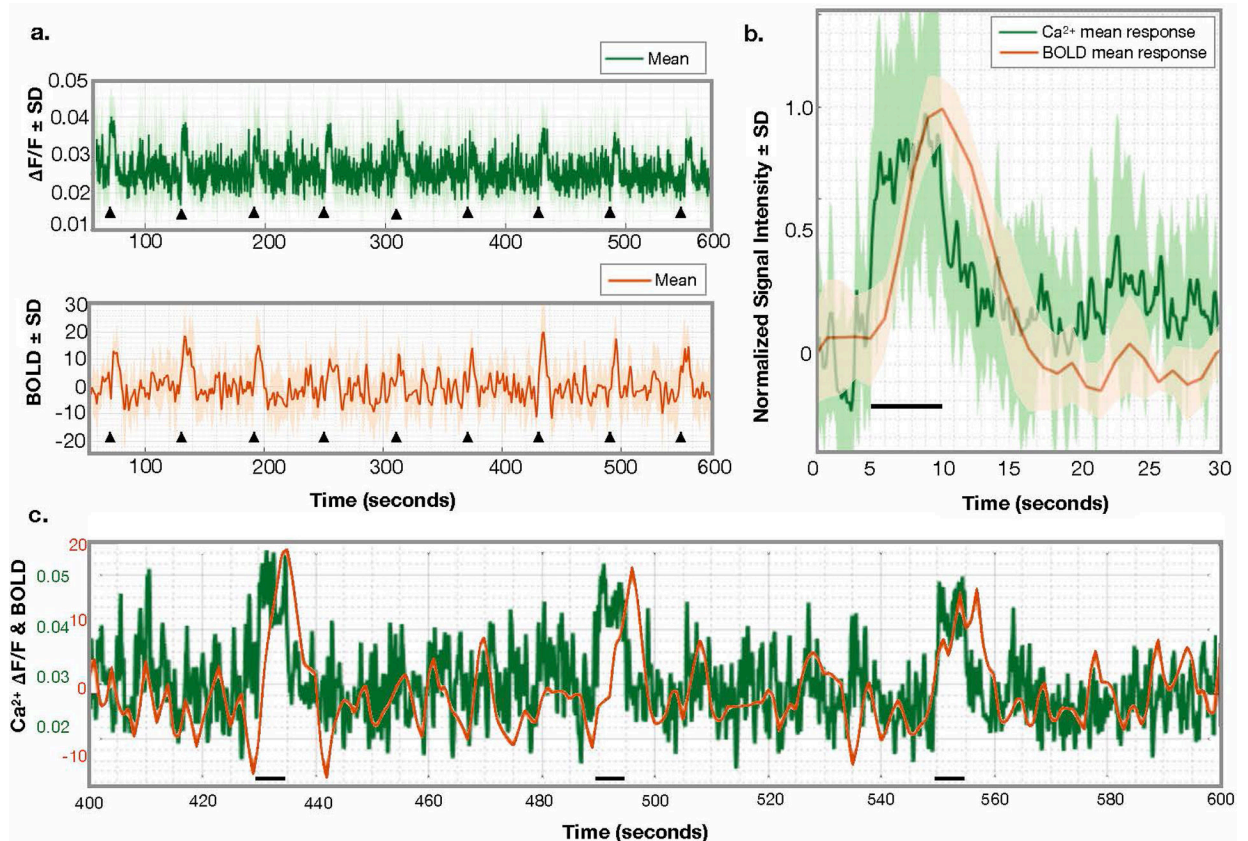 a.
Mean
ΔF/F ± SD
0.05
0.04
0.03
0.02
0.01
100 200 300 400 500 600
Mean
BOLD ± SD
30
20
10
0
-10
-20
100 200 300 400 500 600
Time (seconds)
b.
Ca²⁺ mean response
BOLD mean response
Normalized Signal Intensity ± SD
1.0
0.5
0
0 5 10 15 20 25 30
Time (seconds)
c.
Ca²⁺ ΔF/F & BOLD
20
0.05
10
0.04
0.03
0
0.02
-10
400 420 440 460 480 500 520 540 560 580 600
Time (seconds)